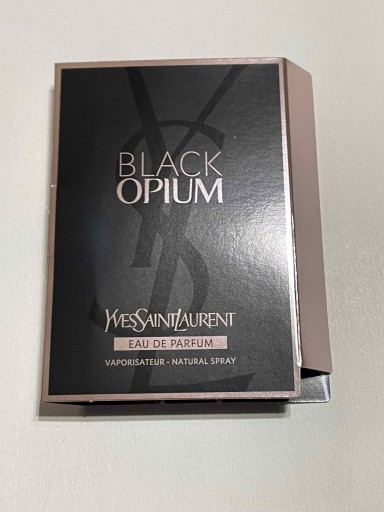 BLACK
OPIUM
YVESSAINTLAURENT
EAU DE PARFUM
VAPORISATEUR - NATURAL SPRAY